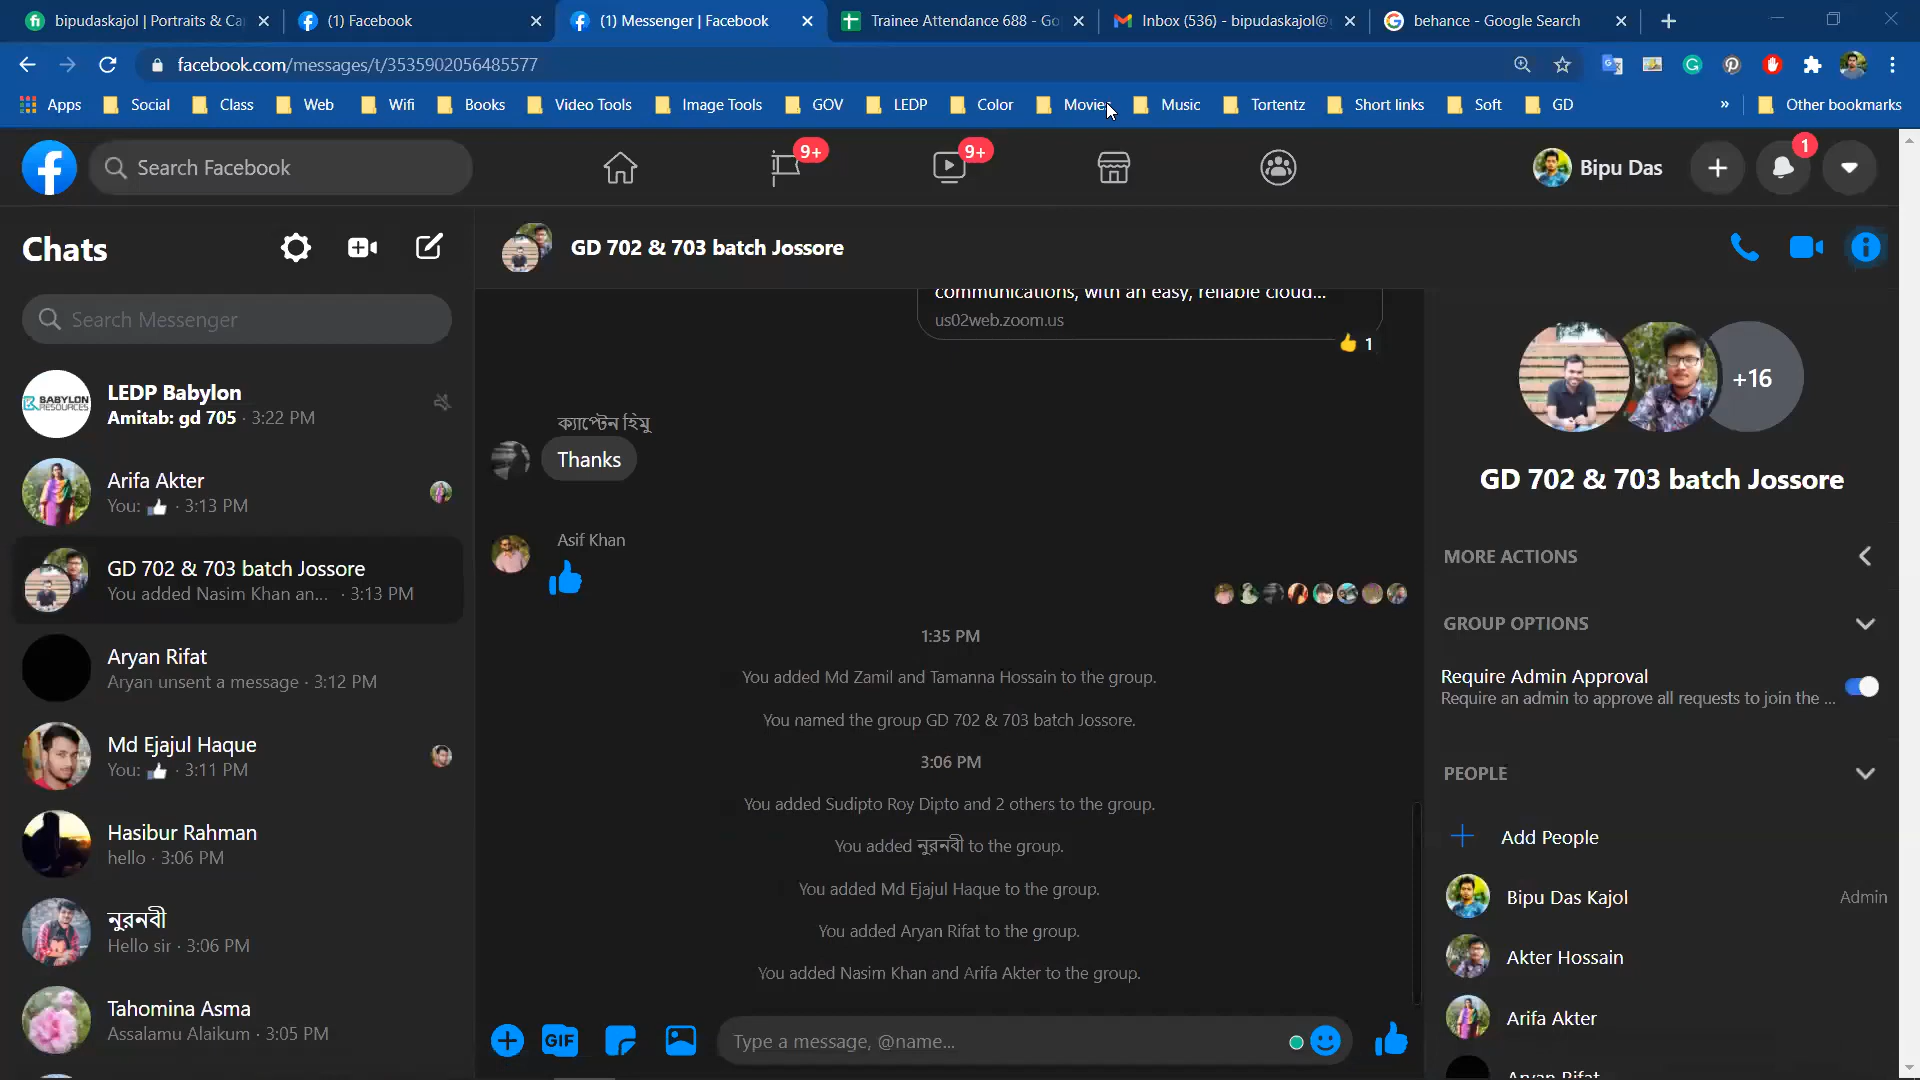 bipudaskajol | Portraits & Ca
(1) Facebook
(1) Messenger | Facebook
Trainee Attendance 688 - Go
Inbox (536) - bipudaskajol@
behance - Google Search
facebook.com/messages/t/3535902056485577
Apps
Social
Class
Web
Wifi
Books
Video Tools
Image Tools
GOV
LEDP
Color
Movies
Music
Tortentz
Short links
Soft
GD
»
Other bookmarks
Search Facebook
9+
9+
Bipu Das
1
Chats
GD 702 & 703 batch Jossore
Search Messenger
LEDP Babylon
Amitab: gd 705 · 3:22 PM
BABYLON
RESOURCES
Arifa Akter
You: 👍 · 3:13 PM
GD 702 & 703 batch Jossore
You added Nasim Khan an... · 3:13 PM
Aryan Rifat
Aryan unsent a message · 3:12 PM
Md Ejajul Haque
You: 👍 · 3:11 PM
Hasibur Rahman
hello · 3:06 PM
নুরনবী
Hello sir · 3:06 PM
Tahomina Asma
Assalamu Alaikum · 3:05 PM
communications, with an easy, reliable cloud...
us02web.zoom.us
👍 1
ক্যাপ্টেন হিমু
Thanks
Asif Khan
1:35 PM
You added Md Zamil and Tamanna Hossain to the group.
You named the group GD 702 & 703 batch Jossore.
3:06 PM
You added Sudipto Roy Dipto and 2 others to the group.
You added নুরনবী to the group.
You added Md Ejajul Haque to the group.
You added Aryan Rifat to the group.
You added Nasim Khan and Arifa Akter to the group.
GIF
Type a message, @name...
+16
GD 702 & 703 batch Jossore
MORE ACTIONS
GROUP OPTIONS
Require Admin Approval
Require an admin to approve all requests to join the ...
PEOPLE
Add People
Bipu Das Kajol
Admin
Akter Hossain
Arifa Akter
Aryan Rifat